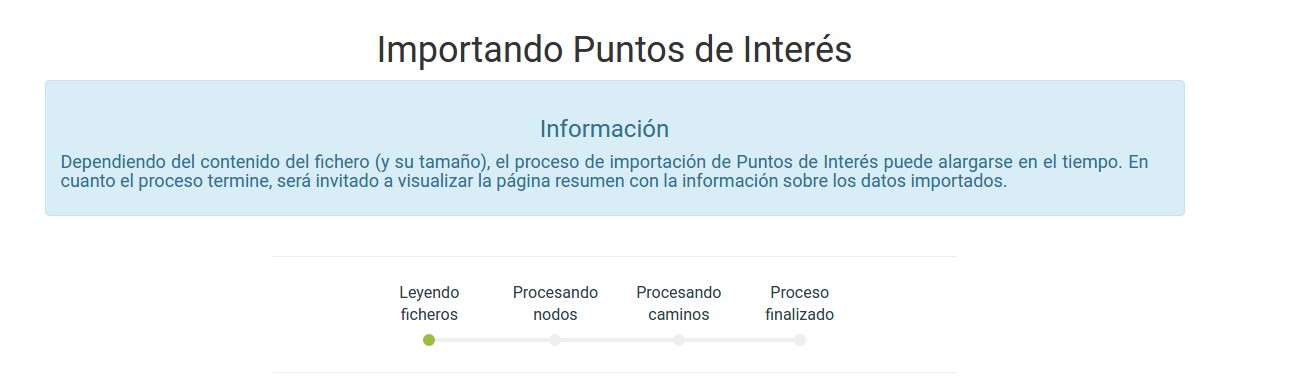 Importando Puntos de Interés
Información
Dependiendo del contenido del fichero (y su tamaño), el proceso de importación de Puntos de Interés puede alargarse en el tiempo. En
cuanto el proceso termine, será invitado a visualizar la página resumen con la información sobre los datos importados.
Leyendo ficheros
Procesando nodos
Procesando caminos
Proceso finalizado